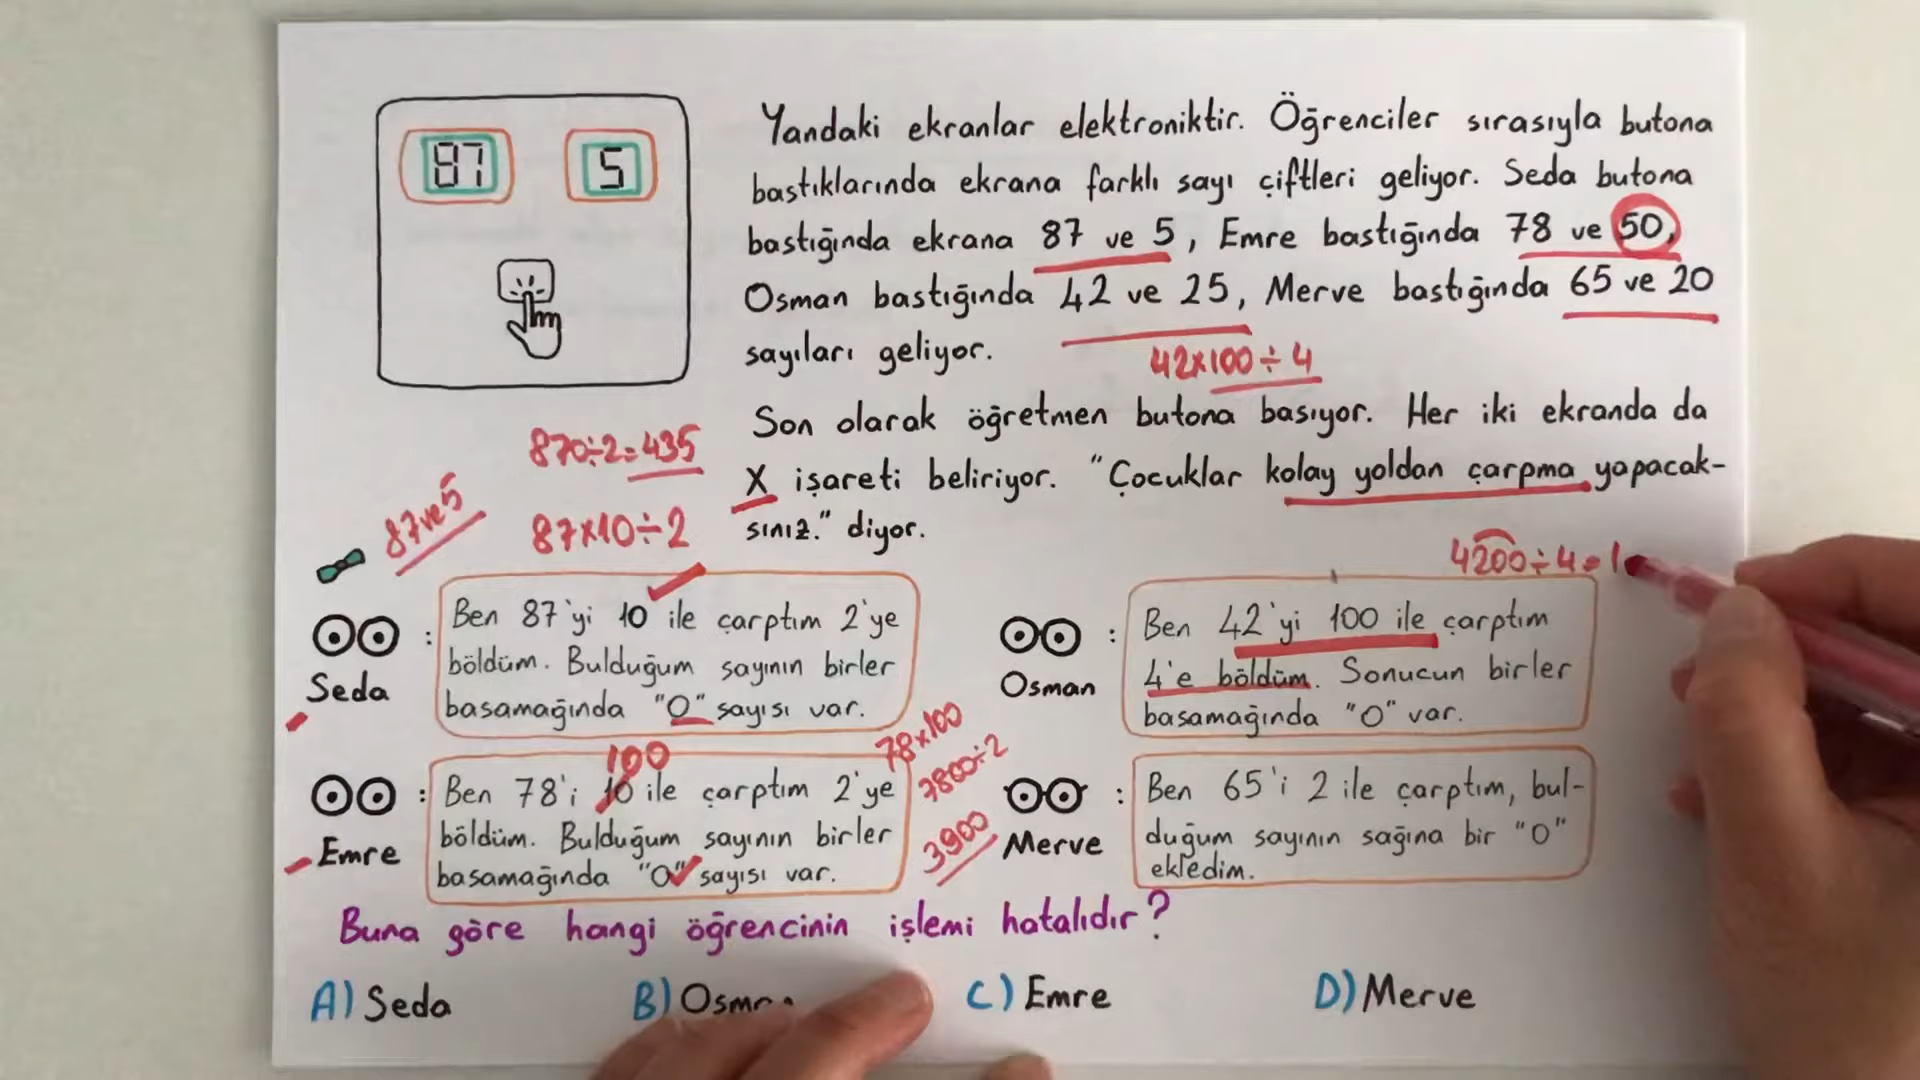 87 5
Yandaki ekranlar elektroniktir. Öğrenciler sırasıyla butona
bastıklarında ekrana farklı sayı çiftleri geliyor. Seda butona
bastığında ekrana 87 ve 5, Emre bastığında 78 ve 50,
Osman bastığında 42 ve 25, Merve bastığında 65 ve 20
sayıları geliyor.
42x100÷4
Son olarak öğretmen butona basıyor. Her iki ekranda da
X işareti beliriyor. "Çocuklar kolay yoldan çarpma yapacak-
sınız." diyor.
870÷2=435
87x10÷2
87 ve 5
Seda :
Ben 87'yi 10 ile çarptım 2'ye
böldüm. Bulduğum sayının birler
basamağında "0" sayısı var.
4200÷4=1
Osman :
Ben 42'yi 100 ile çarptım
4'e böldüm. Sonucun birler
basamağında "0" var.
Emre :
100
Ben 78'i 10 ile çarptım 2'ye
böldüm. Bulduğum sayının birler
basamağında "0" sayısı var.
78x100
7800÷2
3900
Merve :
Ben 65'i 2 ile çarptım, bul-
duğum sayının sağına bir "0"
ekledim.
Buna göre hangi öğrencinin işlemi hatalıdır?
A) Seda
B) Osman
C) Emre
D) Merve